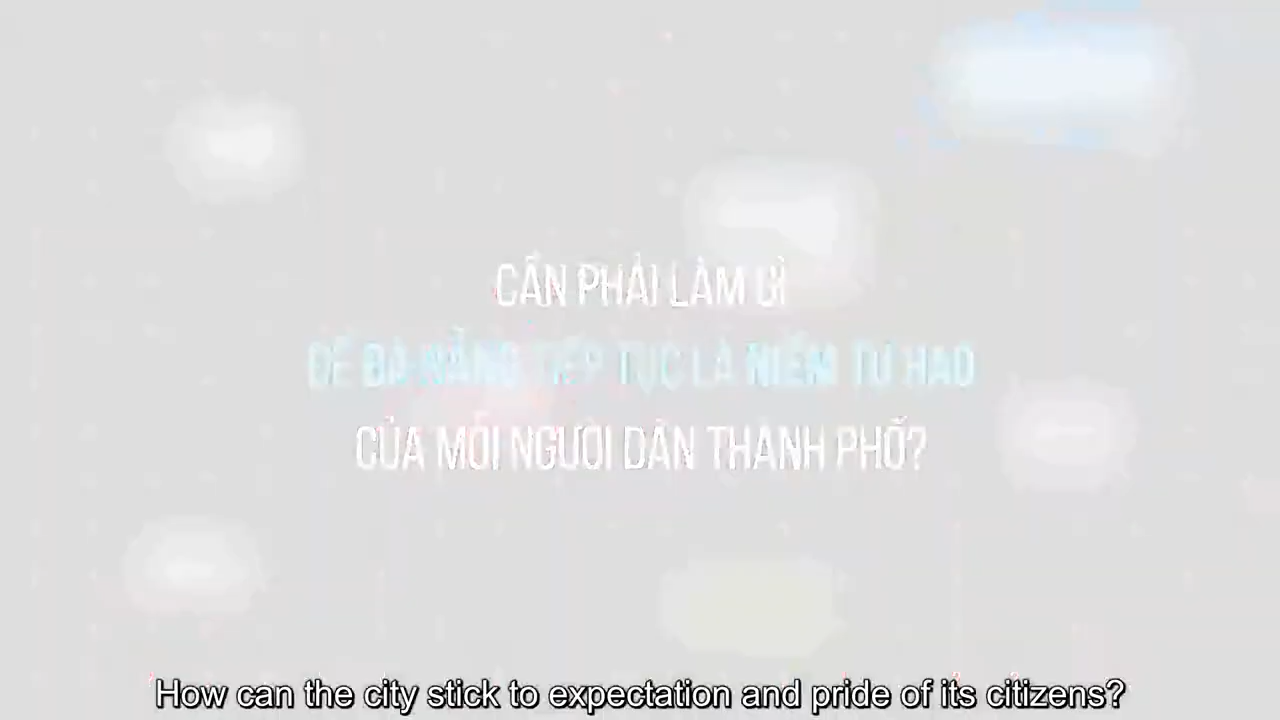 CẦN PHẢI LÀM GÌ
ĐỂ ĐÀ NẴNG TIẾP TỤC LÀ NIỀM TỰ HÀO
CỦA MỖI NGƯỜI DÂN THÀNH PHỐ?
How can the city stick to expectation and pride of its citizens?